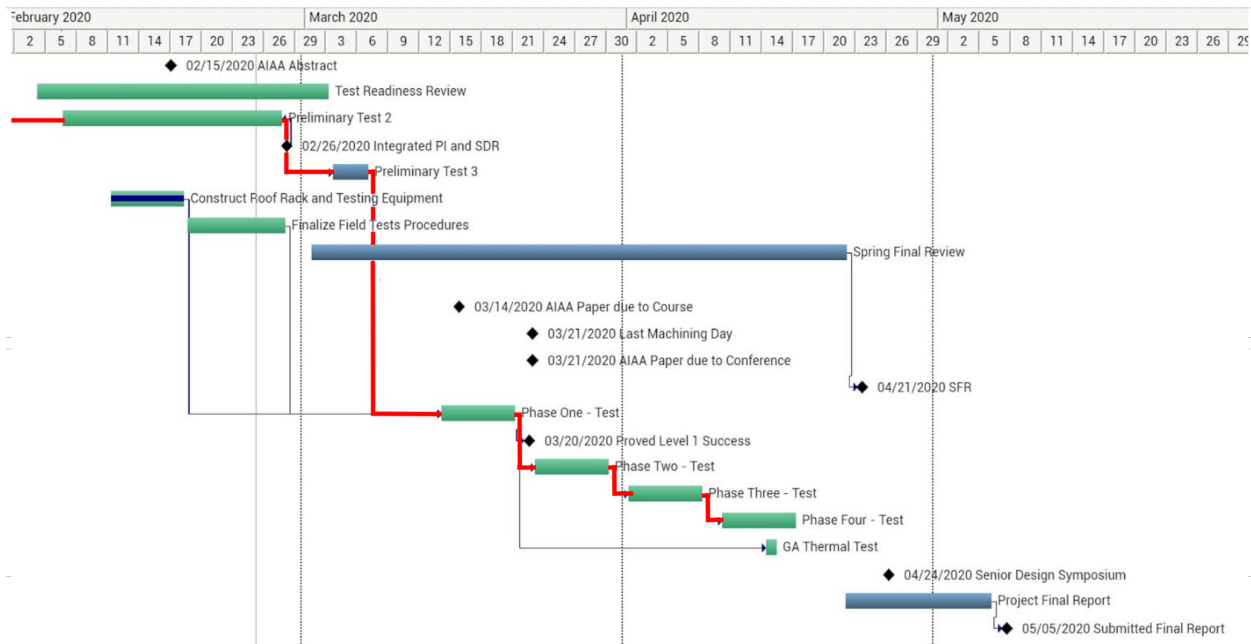 February 2020 March 2020 April 2020 May 2020
2 5 8 11 14 17 20 23 26 29 3 6 9 12 15 18 21 24 27 30 2 5 8 11 14 17 20 23 26 29 2 5 8 11 14 17 20 23 26 29
02/15/2020 AIAA Abstract
Test Readiness Review
Preliminary Test 2
02/26/2020 Integrated PI and SDR
Preliminary Test 3
Construct Roof Rack and Testing Equipment
Finalize Field Tests Procedures
Spring Final Review
03/14/2020 AIAA Paper due to Course
03/21/2020 Last Machining Day
03/21/2020 AIAA Paper due to Conference
04/21/2020 SFR
Phase One - Test
03/20/2020 Proved Level 1 Success
Phase Two - Test
Phase Three - Test
Phase Four - Test
GA Thermal Test
04/24/2020 Senior Design Symposium
Project Final Report
05/05/2020 Submitted Final Report